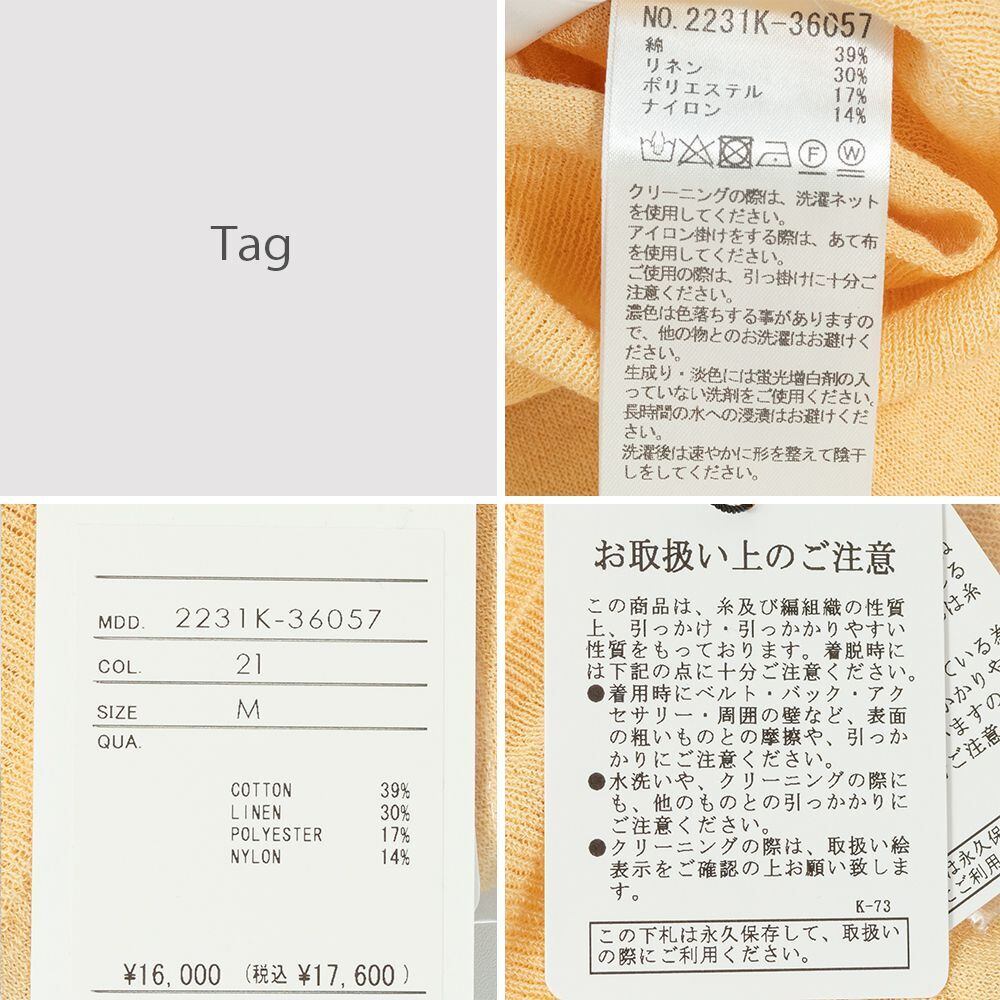 Tag
NO.2231K-36057
綿 39%
リネン 30%
ポリエステル 17%
ナイロン 14%
F W
クリーニングの際は、洗濯ネット
を使用してください。
アイロン掛けをする際は、あて布
を使用してください。
ご使用の際は、引っ掛けに十分ご
注意ください。
濃色は色落ちする事がありますの
で、他の物とのお洗濯はお避けく
ださい。
生成り・淡色には蛍光増白剤の入
っていない洗剤をご使用ください。
長時間の水への浸漬はお避けくだ
さい。
洗濯後は速やかに形を整えて陰干
しをしてください。
MDD. 2231K-36057
COL. 21
SIZE M
QUA.
COTTON 39%
LINEN 30%
POLYESTER 17%
NYLON 14%
¥16,000 (税込 ¥17,600)
お取扱い上のご注意
この商品は、糸及び編組織の性質
上、引っかけ・引っかかりやすい
性質をもっております。着脱時に
は下記の点に十分ご注意ください。
●着用時にベルト・バック・アク
セサリー・周囲の壁など、表面
の粗いものとの摩擦や、引っか
かりにご注意ください。
●水洗いや、クリーニングの際に
も、他のものとの引っかかりに
ご注意ください。
●クリーニングの際は、取扱い絵
表示をご確認の上お願い致しま
す。
K-73
この下札は永久保存して、取扱い
の際にご利用ください。